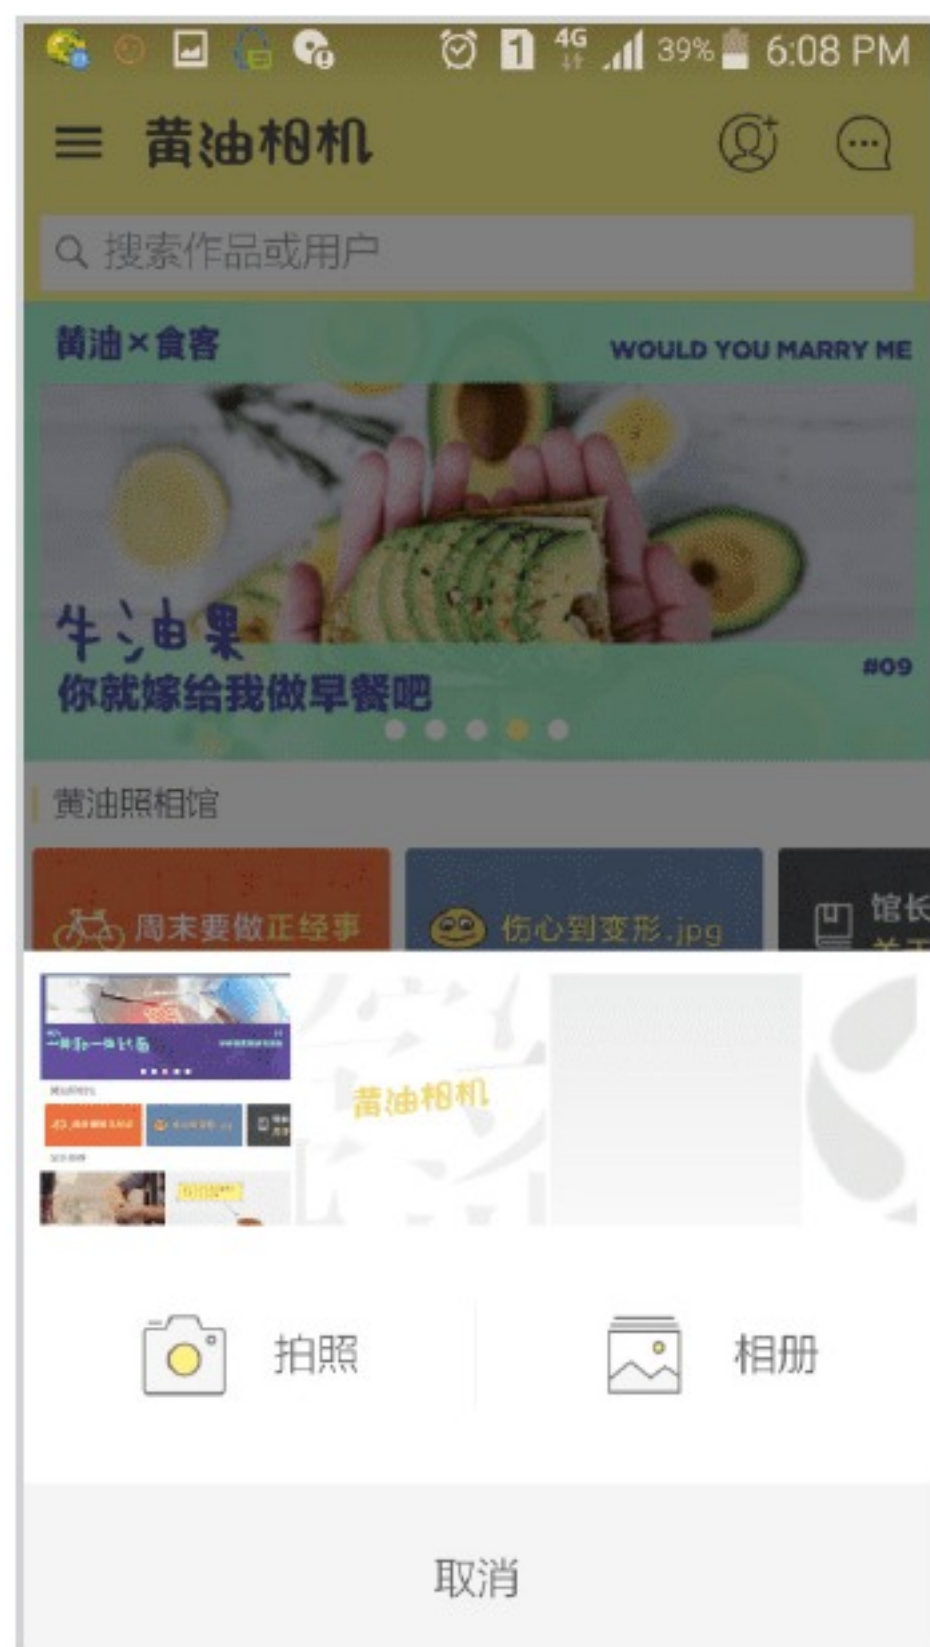 1 4G 39% 6:08 PM
黄油相机
搜索作品或用户
黄油×食客
WOULD YOU MARRY ME
牛油果
#09
你就嫁给我做早餐吧
黄油照相馆
周末要做正经事
伤心到变形.jpg
馆长
黄油相机
拍照
相册
取消